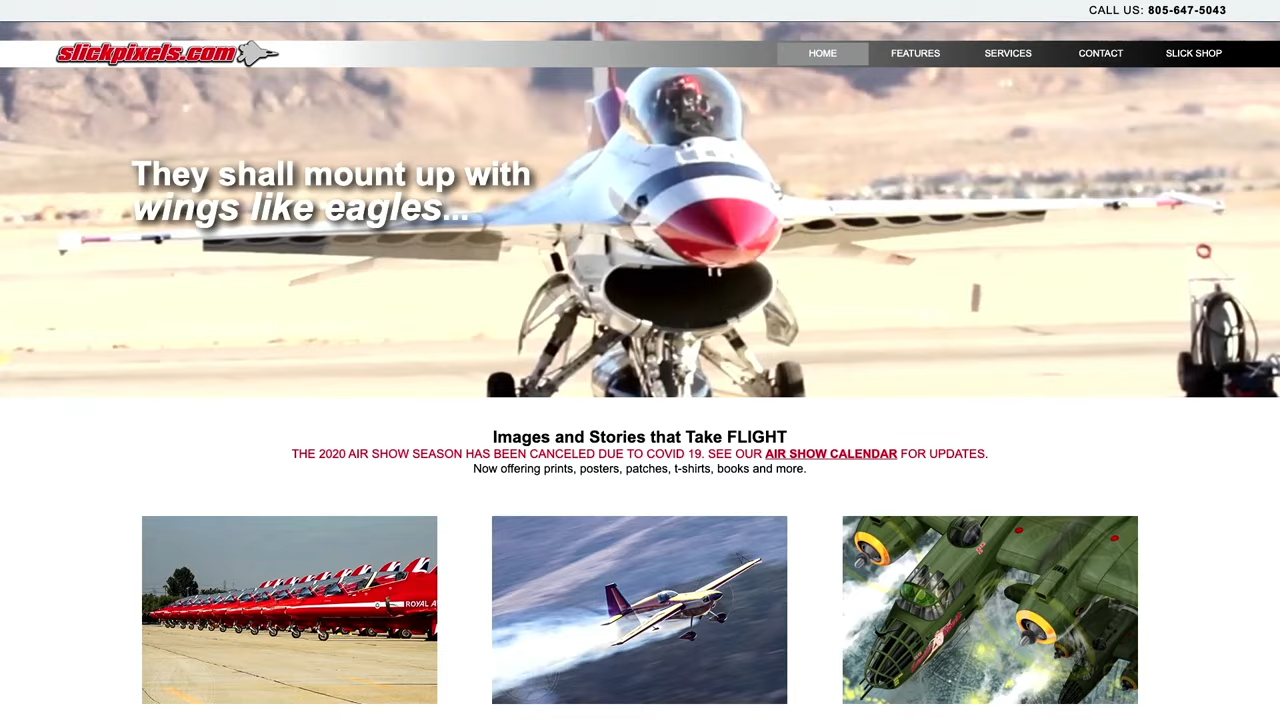 CALL US: 805-647-5043
slickpixels.com
HOME FEATURES SERVICES CONTACT SLICK SHOP
They shall mount up with
wings like eagles...
Images and Stories that Take FLIGHT
THE 2020 AIR SHOW SEASON HAS BEEN CANCELED DUE TO COVID 19. SEE OUR AIR SHOW CALENDAR FOR UPDATES.
Now offering prints, posters, patches, t-shirts, books and more.
ROYAL A